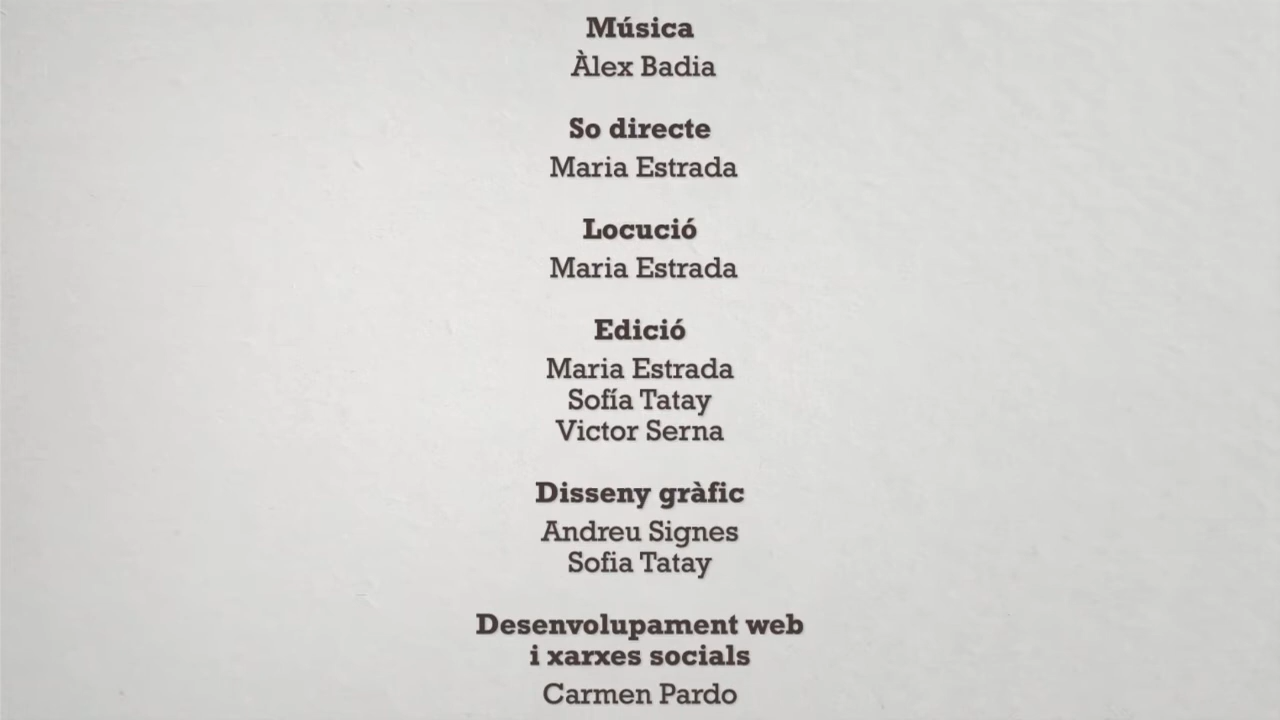 Música
Àlex Badia
So directe
Maria Estrada
Locució
Maria Estrada
Edició
Maria Estrada
Sofía Tatay
Victor Serna
Disseny gràfic
Andreu Signes
Sofia Tatay
Desenvolupament web
i xarxes socials
Carmen Pardo